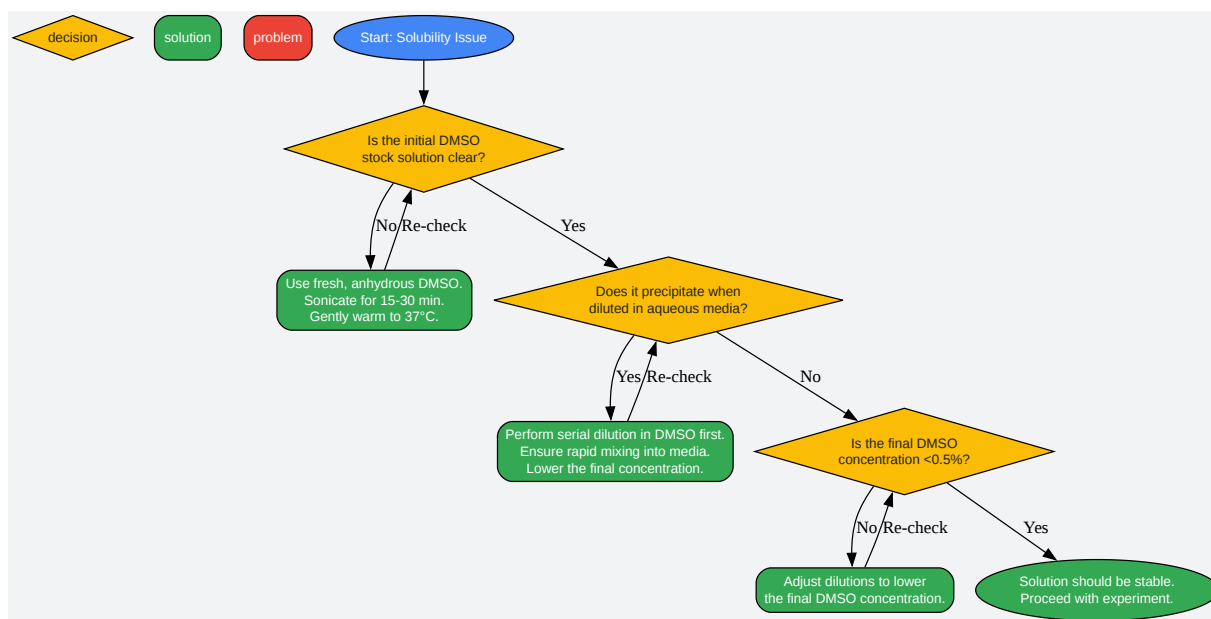 decision
solution
problem
Start: Solubility Issue
Is the initial DMSO
stock solution clear?
No
Re-check
Yes
Use fresh, anhydrous DMSO.
Sonicate for 15-30 min.
Gently warm to 37°C.
Does it precipitate when
diluted in aqueous media?
Yes
Re-check
No
Perform serial dilution in DMSO first.
Ensure rapid mixing into media.
Lower the final concentration.
Is the final DMSO
concentration <0.5%?
No
Re-check
Yes
Adjust dilutions to lower
the final DMSO concentration.
Solution should be stable.
Proceed with experiment.